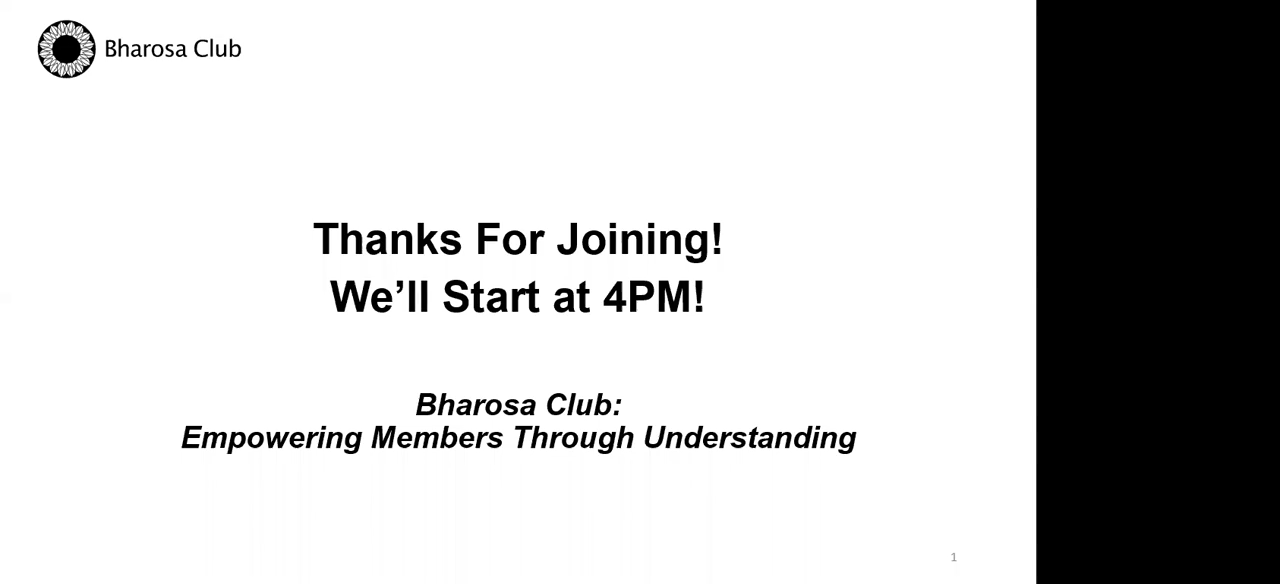 Bharosa Club
Thanks For Joining!
We’ll Start at 4PM!
Bharosa Club:
Empowering Members Through Understanding
1